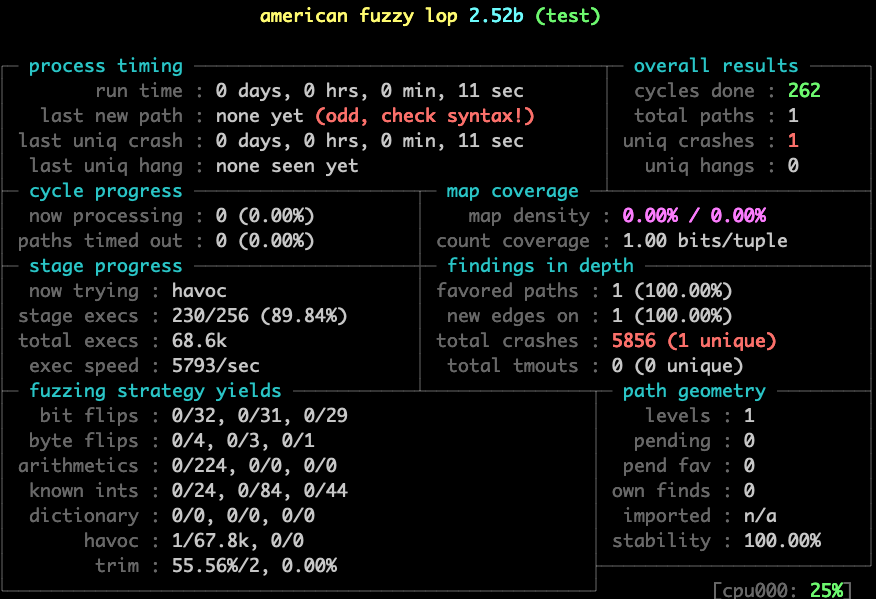 american fuzzy lop 2.52b (test)
process timing overall results
run time : 0 days, 0 hrs, 0 min, 11 sec cycles done : 262
last new path : none yet (odd, check syntax!) total paths : 1
last uniq crash : 0 days, 0 hrs, 0 min, 11 sec uniq crashes : 1
last uniq hang : none seen yet uniq hangs : 0
cycle progress map coverage
now processing : 0 (0.00%) map density : 0.00% / 0.00%
paths timed out : 0 (0.00%) count coverage : 1.00 bits/tuple
stage progress findings in depth
now trying : havoc favored paths : 1 (100.00%)
stage execs : 230/256 (89.84%) new edges on : 1 (100.00%)
total execs : 68.6k total crashes : 5856 (1 unique)
exec speed : 5793/sec total tmouts : 0 (0 unique)
fuzzing strategy yields path geometry
bit flips : 0/32, 0/31, 0/29 levels : 1
byte flips : 0/4, 0/3, 0/1 pending : 0
arithmetics : 0/224, 0/0, 0/0 pend fav : 0
known ints : 0/24, 0/84, 0/44 own finds : 0
dictionary : 0/0, 0/0, 0/0 imported : n/a
havoc : 1/67.8k, 0/0 stability : 100.00%
trim : 55.56%/2, 0.00%
[cpu000: 25%]